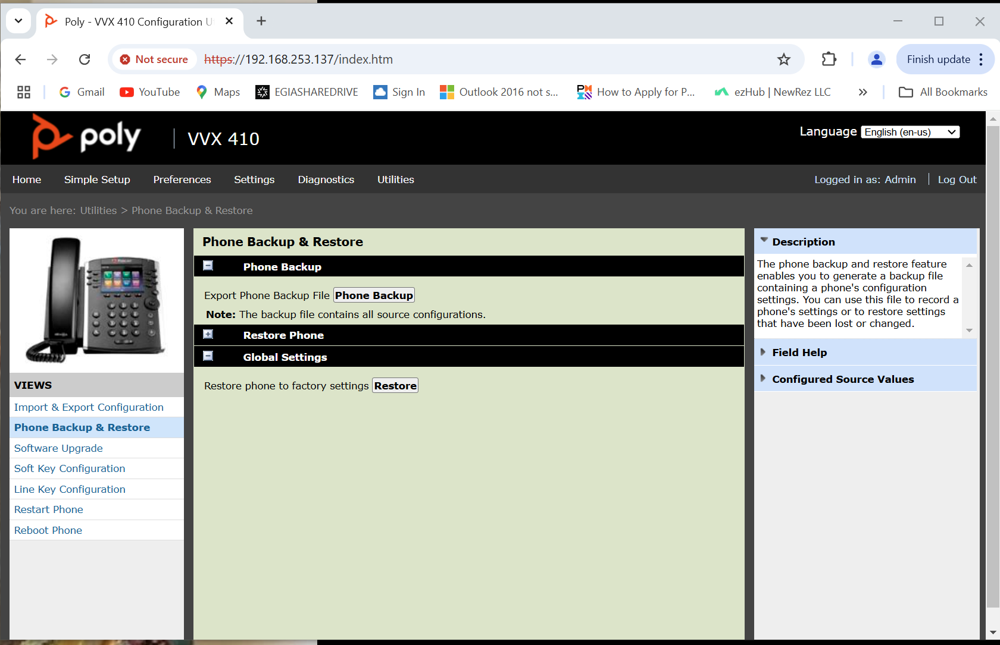 Poly - VVX 410 Configuration U
Not secure https://192.168.253.137/index.htm Finish update
Gmail YouTube Maps EGIASHAREDRIVE Sign In Outlook 2016 not s... How to Apply for P... ezHub | NewRez LLC All Bookmarks
poly VVX 410 Language English (en-us)
Home Simple Setup Preferences Settings Diagnostics Utilities Logged in as: Admin Log Out
You are here: Utilities > Phone Backup & Restore
VIEWS
Import & Export Configuration
Phone Backup & Restore
Software Upgrade
Soft Key Configuration
Line Key Configuration
Restart Phone
Reboot Phone
Phone Backup & Restore
Phone Backup
Export Phone Backup File Phone Backup
Note: The backup file contains all source configurations.
Restore Phone
Global Settings
Restore phone to factory settings Restore
Description
The phone backup and restore feature
enables you to generate a backup file
containing a phone's configuration
settings. You can use this file to record a
phone's settings or to restore settings
that have been lost or changed.
Field Help
Configured Source Values